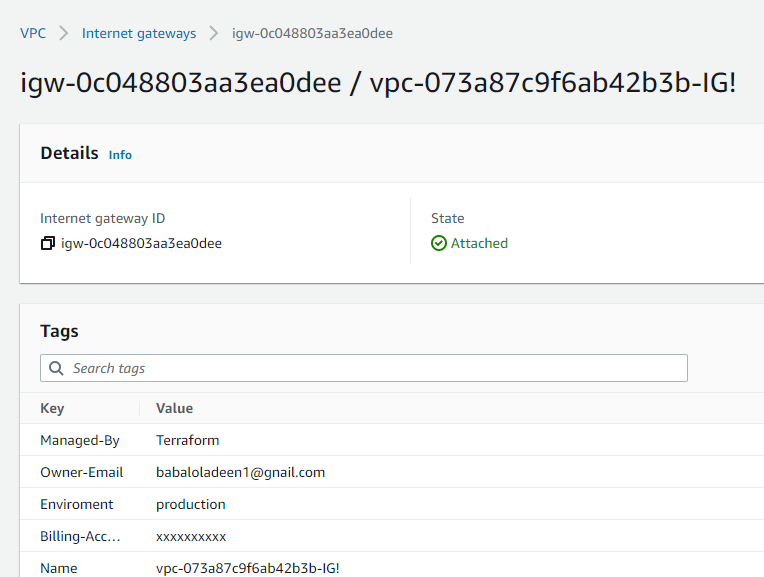 VPC > Internet gateways > igw-0c048803aa3ea0dee
igw-0c048803aa3ea0dee / vpc-073a87c9f6ab42b3b-IG!
Details Info
Internet gateway ID State
igw-0c048803aa3ea0dee Attached
Tags
Search tags
Key Value
Managed-By Terraform
Owner-Email babaloladeen1@gnail.com
Enviroment production
Billing-Acc... xxxxxxxxxx
Name vpc-073a87c9f6ab42b3b-IG!